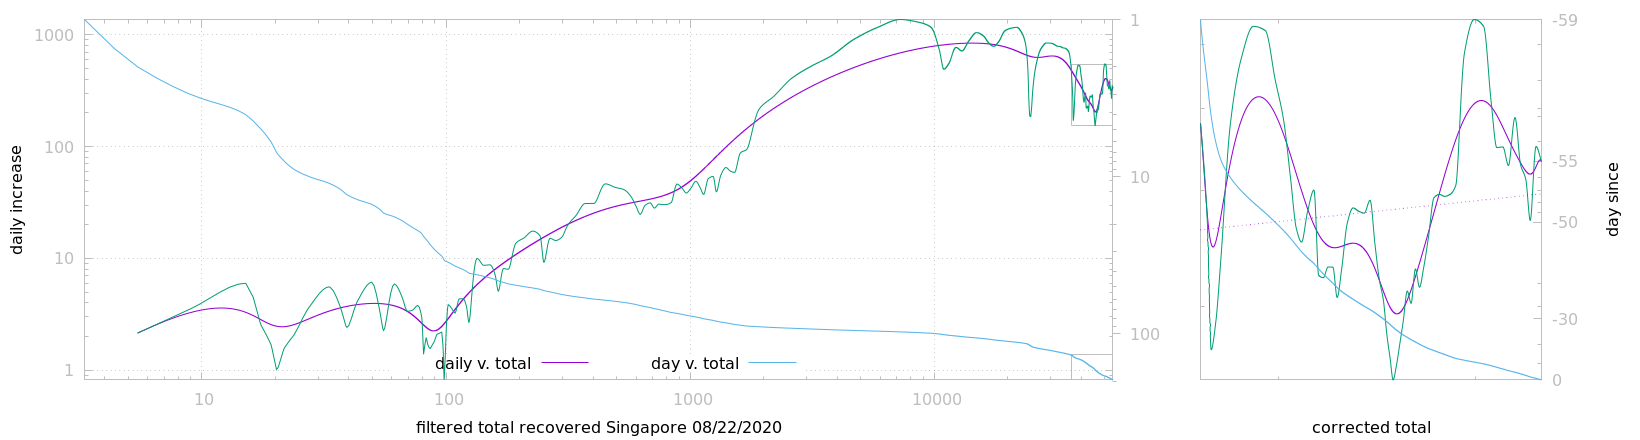 1000
100
10
1
daily increase
10
100
1000
10000
1
10
100
daily v. total
day v. total
filtered total recovered Singapore 08/22/2020
-59
-55
-50
-30
0
day since
corrected total